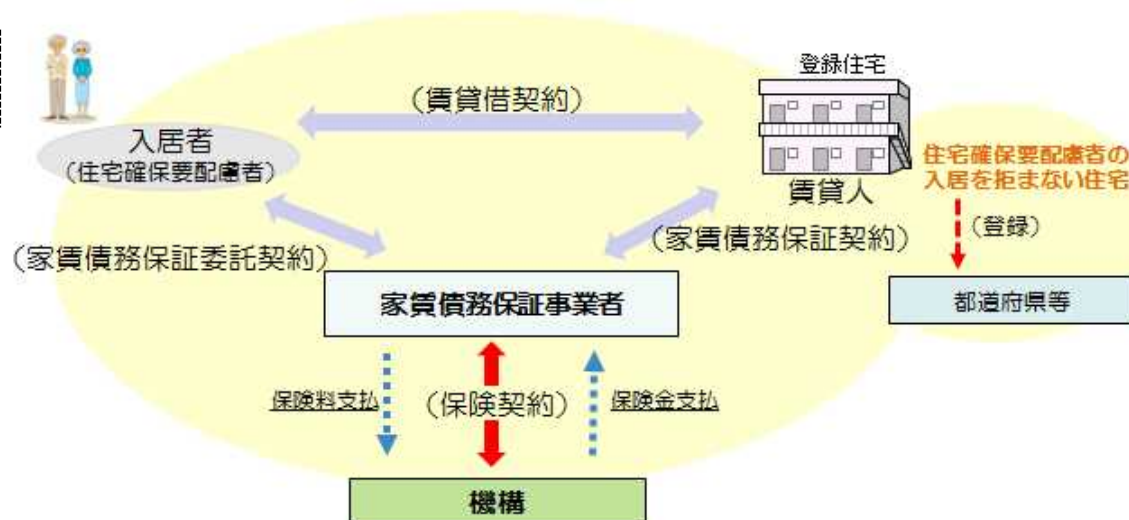 登録住宅
（賃貸借契約）
入居者
（住宅確保要配慮者）
賃貸人
住宅確保要配慮者の
入居を拒まない住宅
（登録）
（家賃債務保証委託契約）
（家賃債務保証契約）
家賃債務保証事業者
都道府県等
保険料支払
（保険契約）
保険金支払
機構